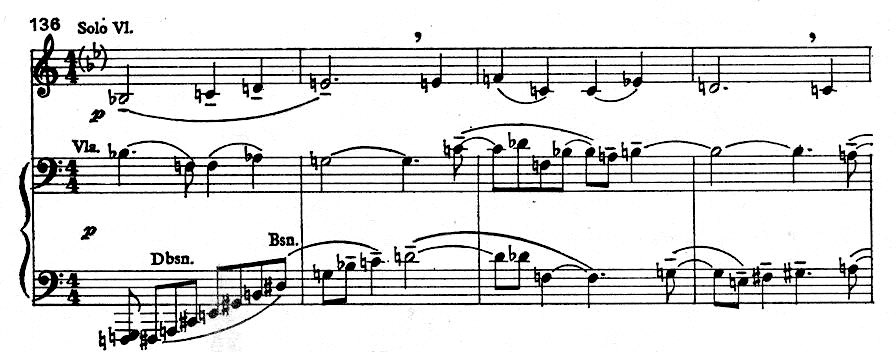 136 Solo Vl.
Vla.
p
p
Dbsn.
Bsn.